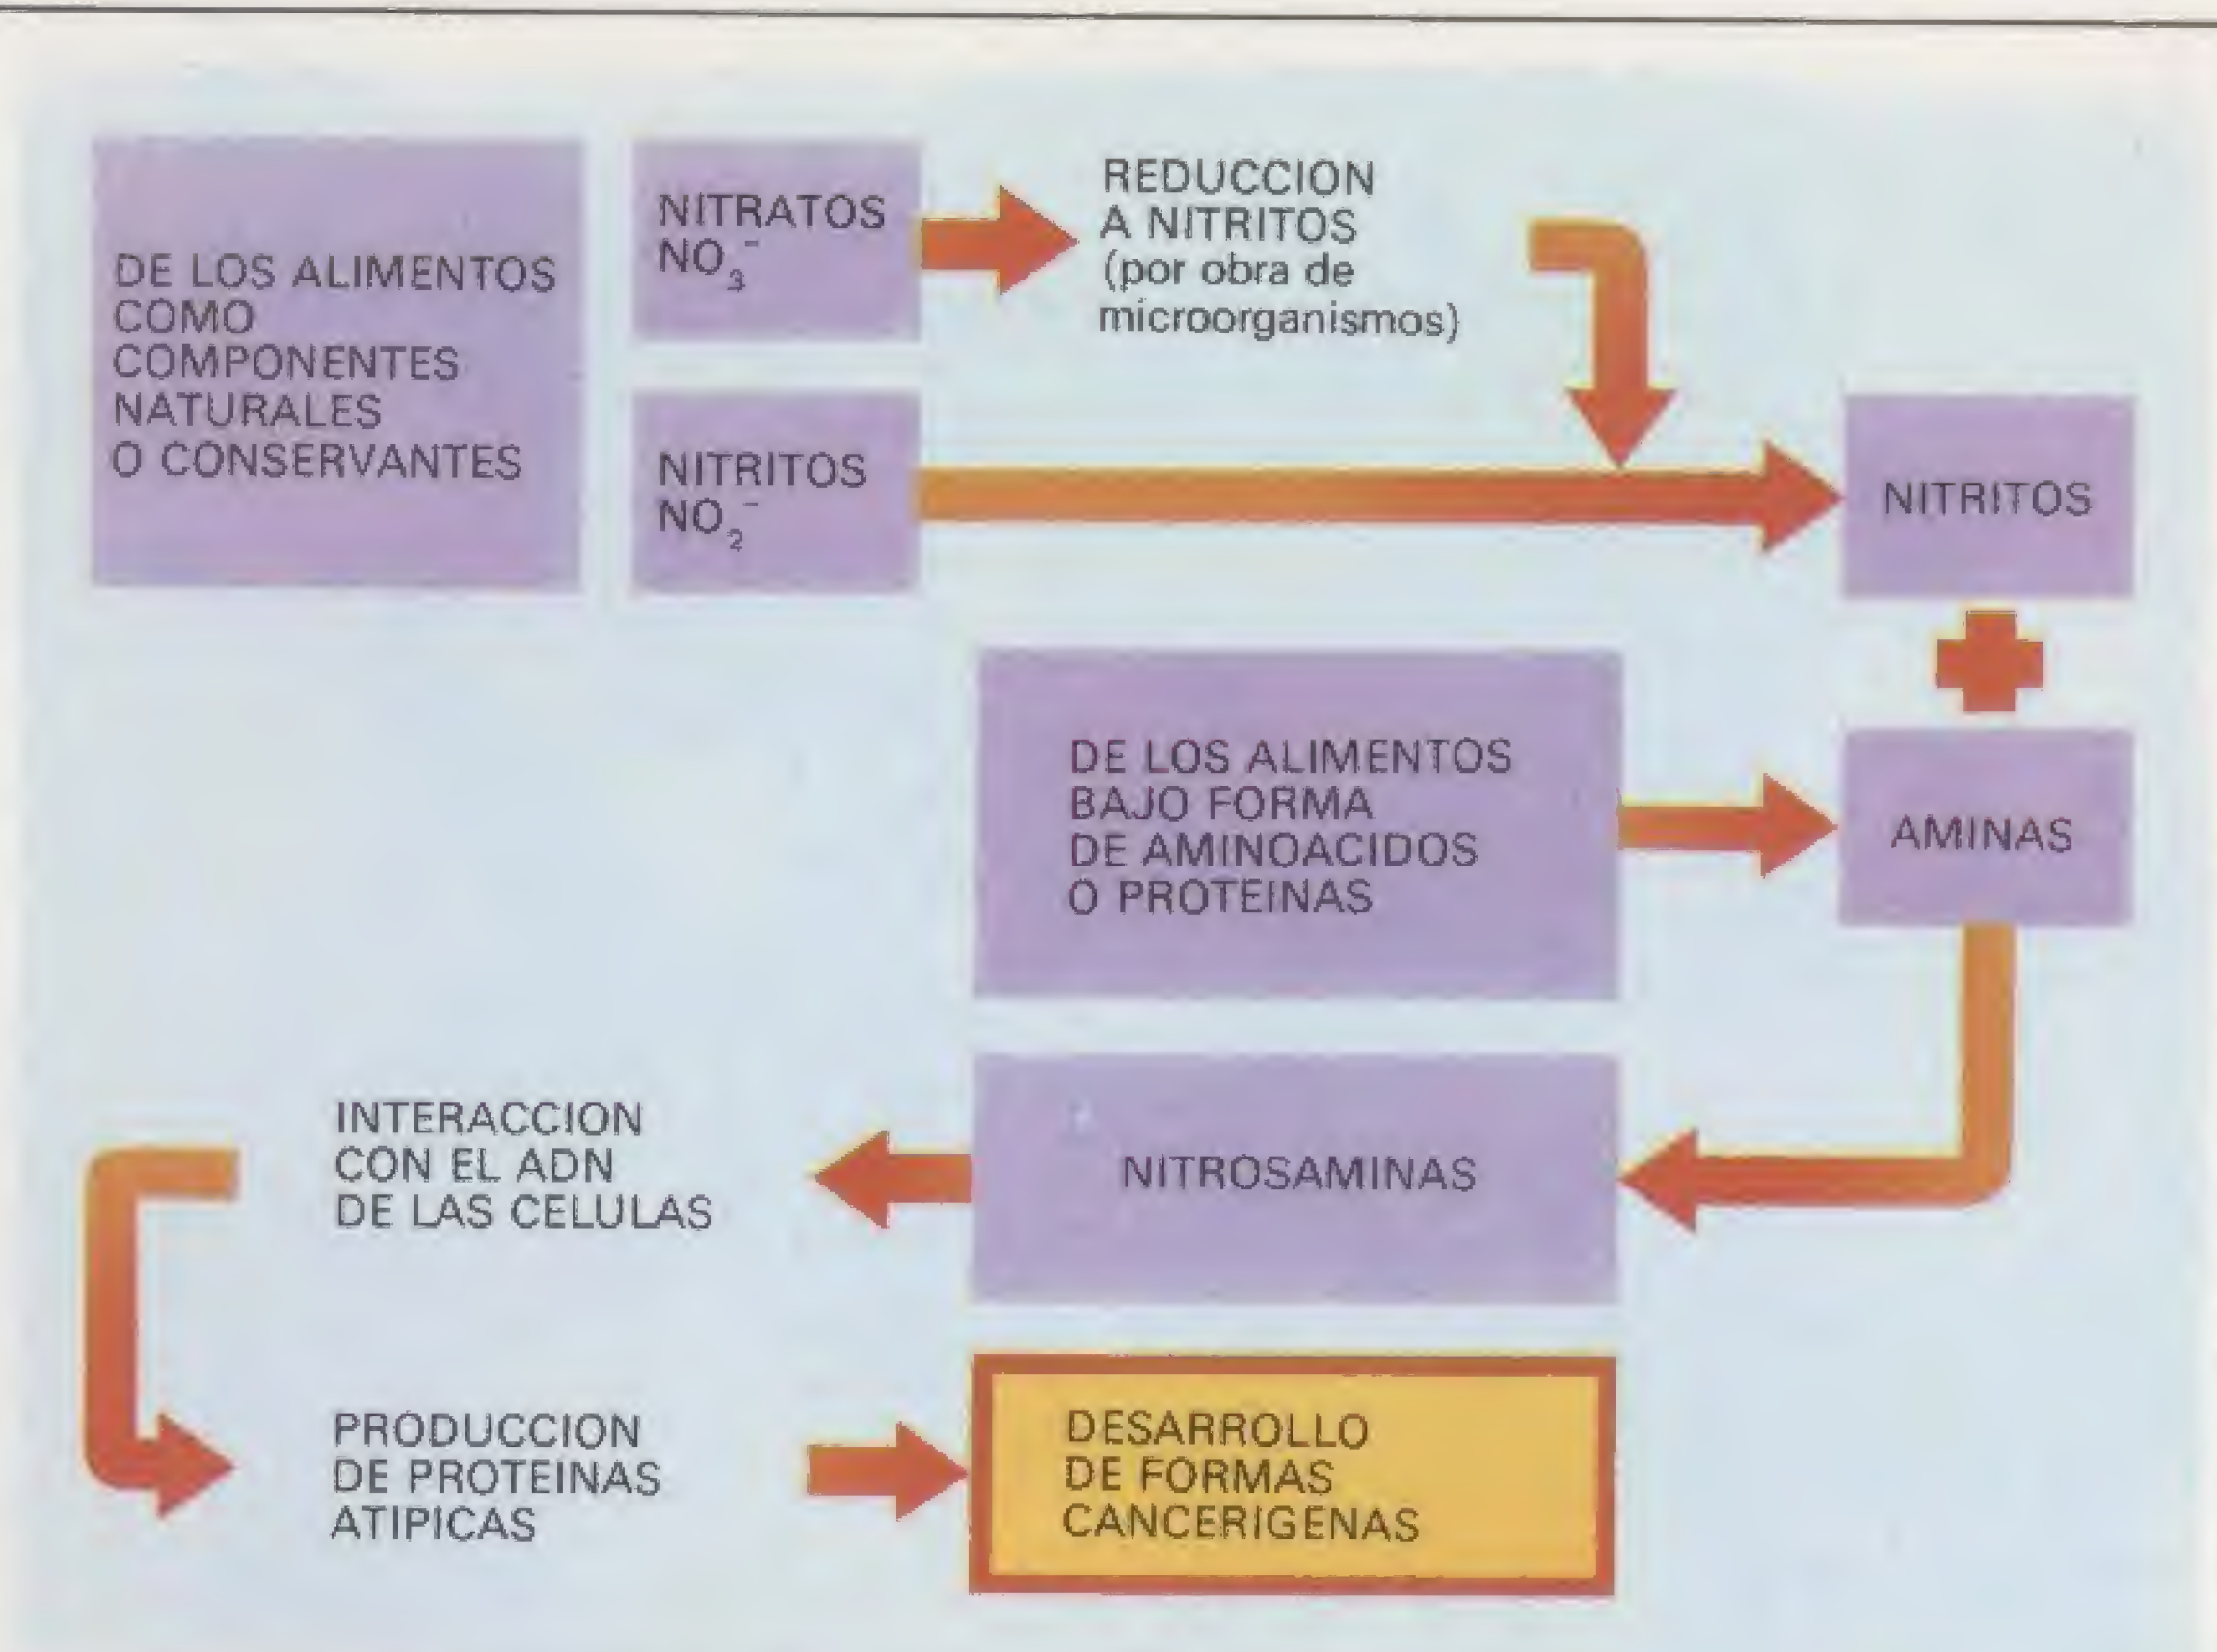 DE LOS ALIMENTOS
COMO
COMPONENTES
NATURALES
O CONSERVANTES
NITRATOS
NO₃⁻
REDUCCION
A NITRITOS
(por obra de
microorganismos)
NITRITOS
NO₂⁻
NITRITOS
DE LOS ALIMENTOS
BAJO FORMA
DE AMINOACIDOS
O PROTEINAS
AMINAS
NITROSAMINAS
INTERACCION
CON EL ADN
DE LAS CELULAS
PRODUCCION
DE PROTEINAS
ATIPICAS
DESARROLLO
DE FORMAS
CANCERIGENAS